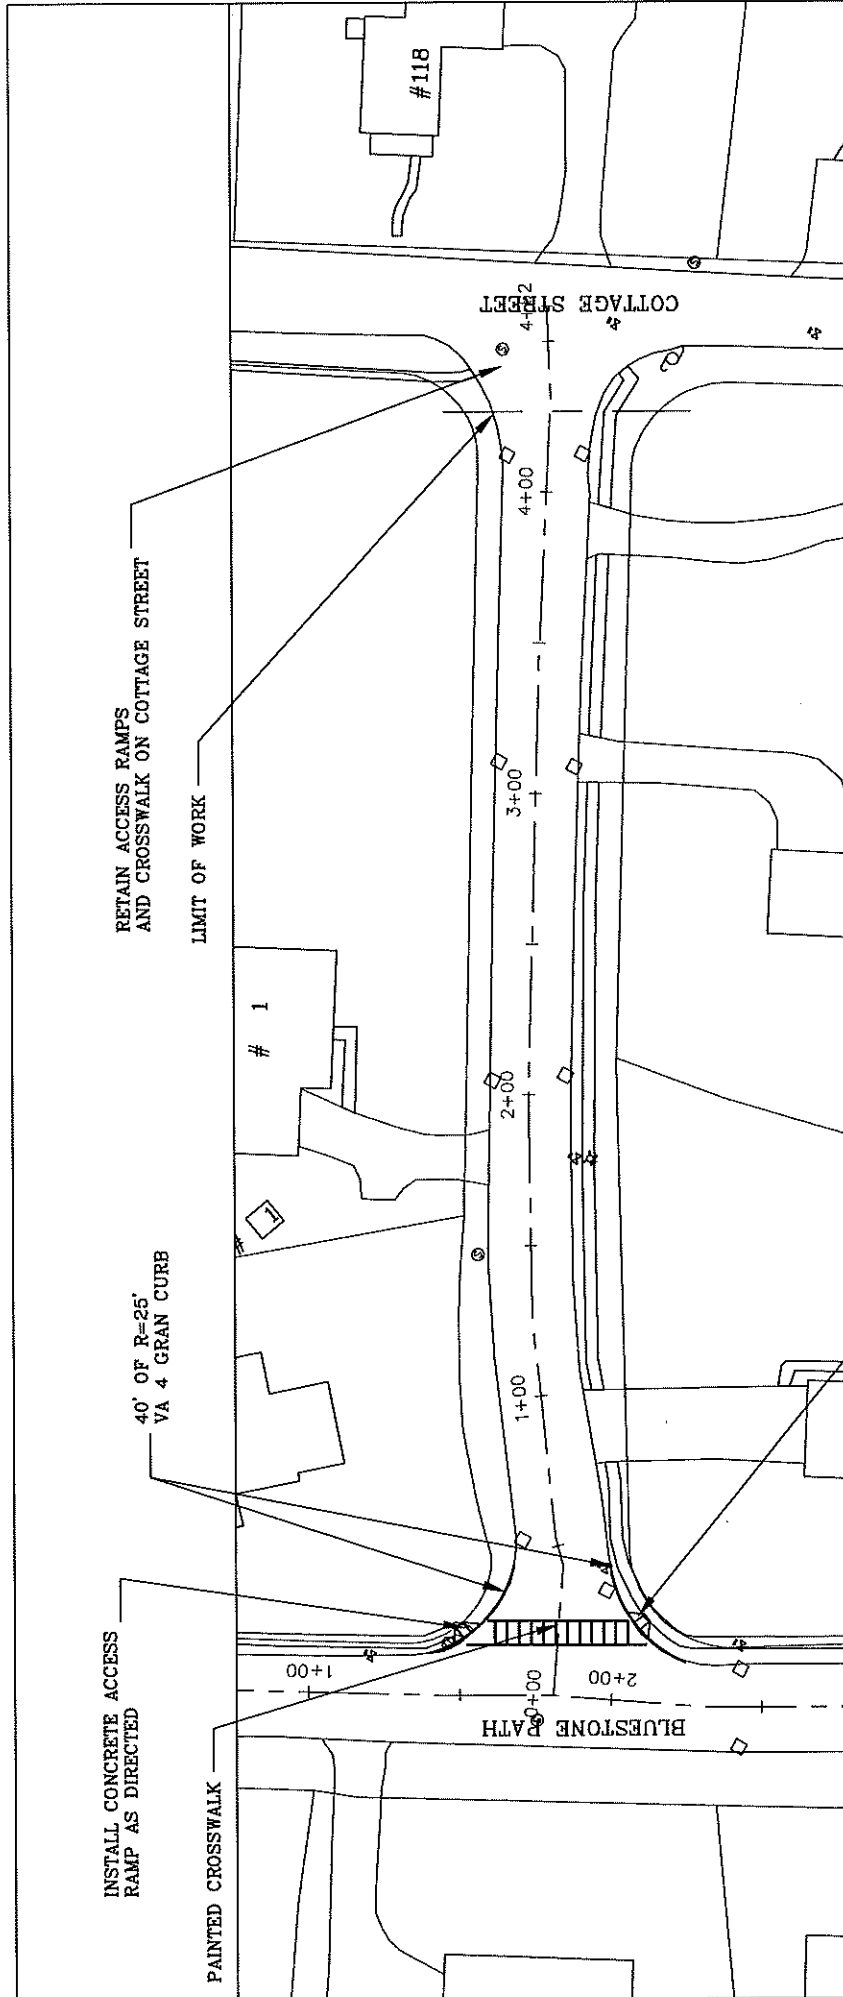 INSTALL CONCRETE ACCESS
RAMP AS DIRECTED
PAINTED CROSSWALK
40' OF R=25'
VA 4 GRAN CURB
RETAIN ACCESS RAMPS
AND CROSSWALK ON COTTAGE STREET
LIMIT OF WORK
# 1
#118
1
#
BLUESTONE PATH
COTTAGE STREET
1+00
2+00
0+00
1+00
2+00
3+00
4+00
S
S
S